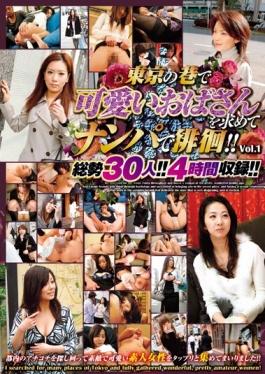 東京の巷で
可愛いおばさんを求めて
ナンパで徘徊!! Vol.1
総勢30人!!4時間収録!!
都内のアチコチを探し回って素敵で可愛い素人女性をタップリと集めてまいりました!!
I searched for many places of Tokyo and fully gathered wonderful, pretty amateur women!!